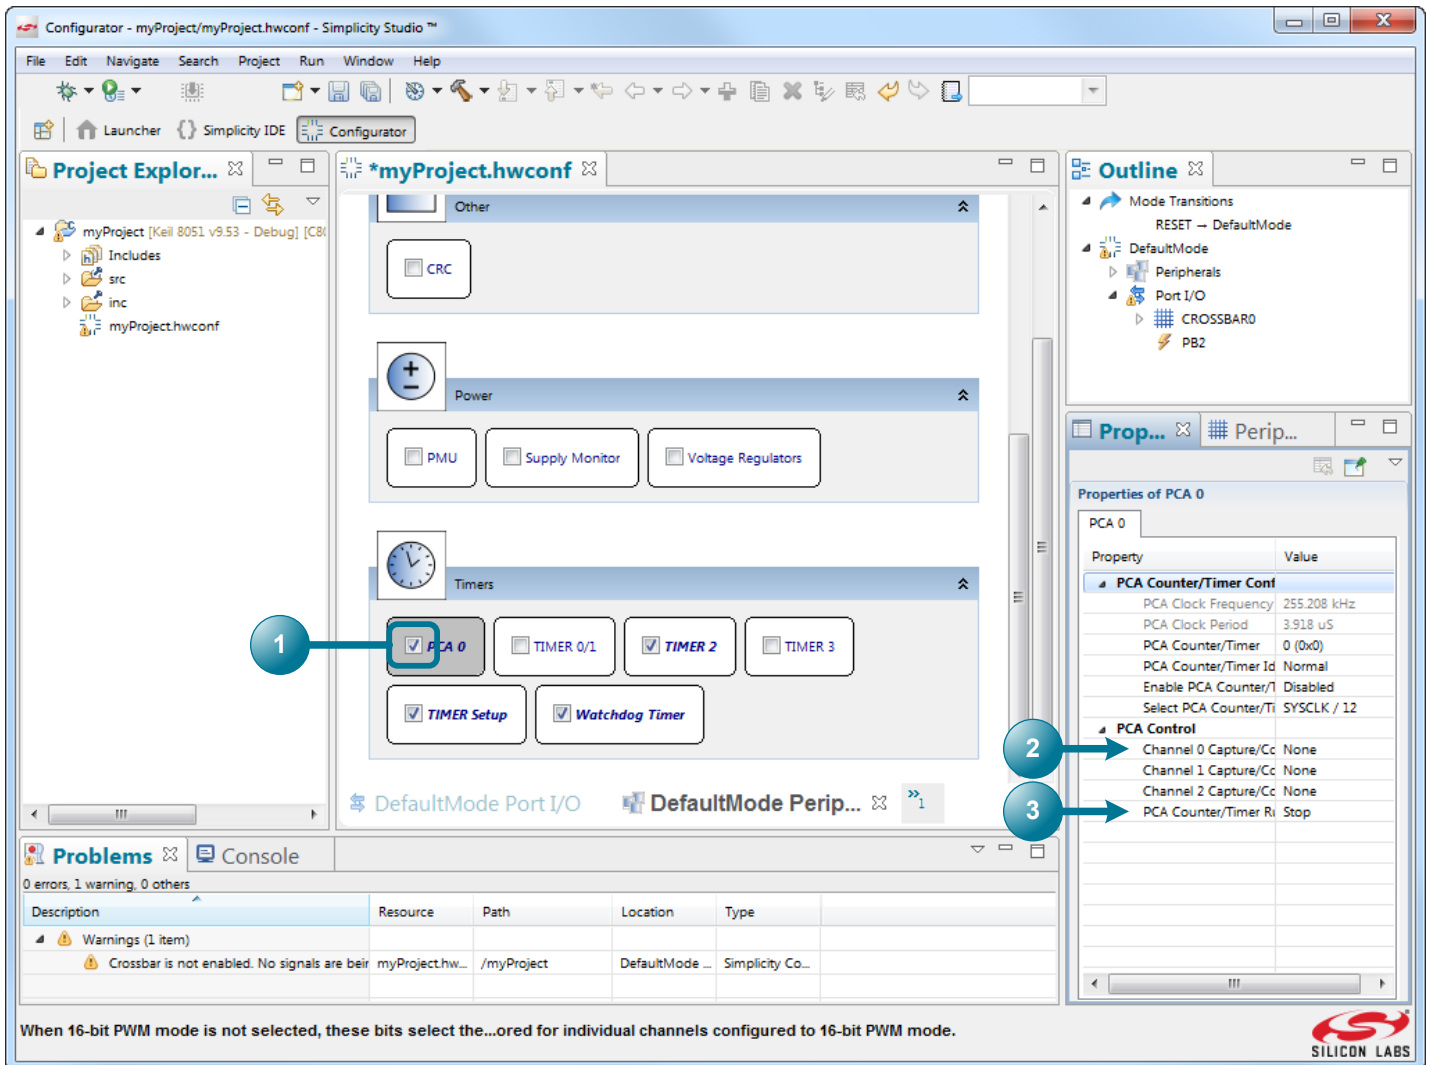 Configurator - myProject/myProject.hwconf - Simplicity Studio ™
File Edit Navigate Search Project Run Window Help
Launcher {} Simplicity IDE Configurator
Project Explor...
myProject [Keil 8051 v9.53 - Debug] [C8
Includes
src
inc
myProject.hwconf
*myProject.hwconf
Other
CRC
Power
PMU Supply Monitor Voltage Regulators
Timers
1
PCA 0 TIMER 0/1 TIMER 2 TIMER 3
TIMER Setup Watchdog Timer
DefaultMode Port I/O DefaultMode Perip... »1
Outline
Mode Transitions
RESET → DefaultMode
DefaultMode
Peripherals
Port I/O
CROSSBAR0
PB2
Prop... Perip...
Properties of PCA 0
PCA 0
Property Value
PCA Counter/Timer Conf
PCA Clock Frequency 255.208 kHz
PCA Clock Period 3.918 uS
PCA Counter/Timer 0 (0x0)
PCA Counter/Timer Id Normal
Enable PCA Counter/T Disabled
Select PCA Counter/Ti SYSCLK / 12
PCA Control
2
Channel 0 Capture/Cc None
Channel 1 Capture/Cc None
Channel 2 Capture/Cc None
3
PCA Counter/Timer Ru Stop
Problems Console
0 errors, 1 warning, 0 others
Description Resource Path Location Type
Warnings (1 item)
Crossbar is not enabled. No signals are beir myProject.hw... /myProject DefaultMode ... Simplicity Co...
When 16-bit PWM mode is not selected, these bits select the...ored for individual channels configured to 16-bit PWM mode.
SILICON LABS